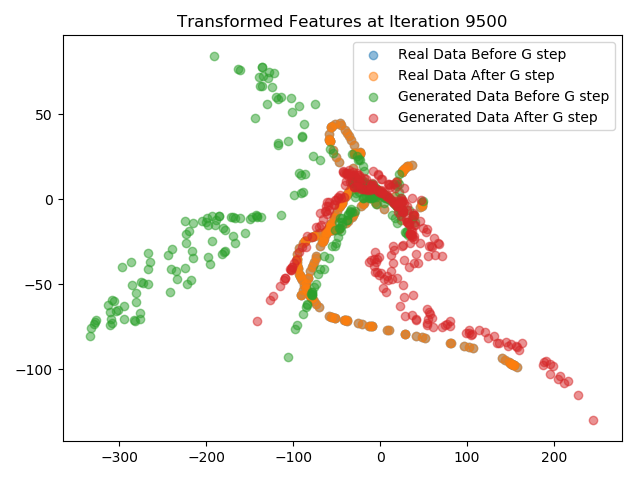 Transformed Features at Iteration 9500
Real Data Before G step
Real Data After G step
Generated Data Before G step
Generated Data After G step
50
0
−50
−100
−300 −200 −100 0 100 200